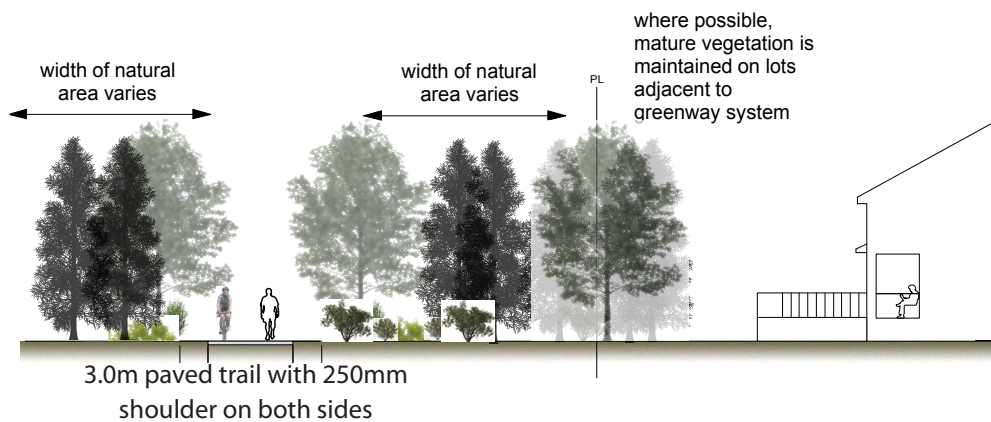 width of natural
area varies
width of natural
area varies
PL
where possible,
mature vegetation is
maintained on lots
adjacent to
greenway system
3.0m paved trail with 250mm
shoulder on both sides